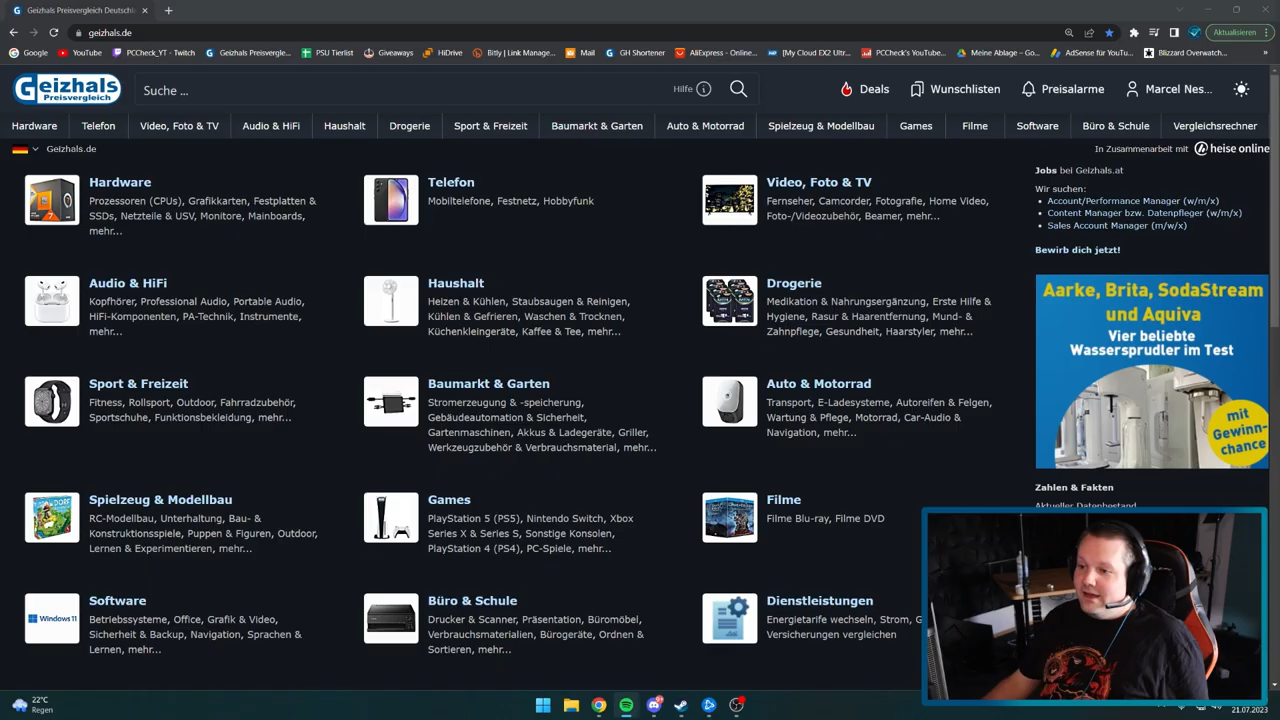 Geizhals Preisvergleich Deutschl
geizhals.de
Aktualisieren
Google
YouTube
PCCheck_YT - Twitch
Geizhals Preisvergle...
PSU Tierlist
Giveaways
HiDrive
Bitly | Link Manage...
Mail
GH Shortener
AliExpress - Online...
[My Cloud EX2 Ultr...
PCCheck's YouTube...
Meine Ablage – Go...
AdSense für YouTu...
Blizzard Overwatch...
Geizhals
Preisvergleich
Suche ...
Hilfe
Deals
Wunschlisten
Preisalarme
Marcel Nes...
Hardware
Telefon
Video, Foto & TV
Audio & HiFi
Haushalt
Drogerie
Sport & Freizeit
Baumarkt & Garten
Auto & Motorrad
Spielzeug & Modellbau
Games
Filme
Software
Büro & Schule
Vergleichsrechner
Geizhals.de
In Zusammenarbeit mit heise online
Hardware
Prozessoren (CPUs), Grafikkarten, Festplatten &
SSDs, Netzteile & USV, Monitore, Mainboards,
mehr...
Telefon
Mobiltelefone, Festnetz, Hobbyfunk
Video, Foto & TV
Fernseher, Camcorder, Fotografie, Home Video,
Foto-/Videozubehör, Beamer, mehr...
Jobs bei Geizhals.at
Wir suchen:
Account/Performance Manager (w/m/x)
Content Manager bzw. Datenpfleger (w/m/x)
Sales Account Manager (m/w/x)
Bewirb dich jetzt!
Audio & HiFi
Kopfhörer, Professional Audio, Portable Audio,
HiFi-Komponenten, PA-Technik, Instrumente,
mehr...
Haushalt
Heizen & Kühlen, Staubsaugen & Reinigen,
Kühlen & Gefrieren, Waschen & Trocknen,
Küchenkleingeräte, Kaffee & Tee, mehr...
Drogerie
Medikation & Nahrungsergänzung, Erste Hilfe &
Hygiene, Rasur & Haarentfernung, Mund- &
Zahnpflege, Gesundheit, Haarstyler, mehr...
Aarke, Brita, SodaStream
und Aquiva
Vier beliebte
Wassersprudler im Test
mit
Gewinn-
chance
Sport & Freizeit
Fitness, Rollsport, Outdoor, Fahrradzubehör,
Sportschuhe, Funktionsbekleidung, mehr...
Baumarkt & Garten
Stromerzeugung & -speicherung,
Gebäudeautomation & Sicherheit,
Gartenmaschinen, Akkus & Ladegeräte, Griller,
Werkzeugzubehör & Verbrauchsmaterial, mehr...
Auto & Motorrad
Transport, E-Ladesysteme, Autoreifen & Felgen,
Wartung & Pflege, Motorrad, Car-Audio &
Navigation, mehr...
Zahlen & Fakten
Aktueller Datenbestand
Spielzeug & Modellbau
RC-Modellbau, Unterhaltung, Bau- &
Konstruktionsspiele, Puppen & Figuren, Outdoor,
Lernen & Experimentieren, mehr...
Games
PlayStation 5 (PS5), Nintendo Switch, Xbox
Series X & Series S, Sonstige Konsolen,
PlayStation 4 (PS4), PC-Spiele, mehr...
Filme
Filme Blu-ray, Filme DVD
Windows 11
Software
Betriebssysteme, Office, Grafik & Video,
Sicherheit & Backup, Navigation, Sprachen &
Lernen, mehr...
Büro & Schule
Drucker & Scanner, Präsentation, Büromöbel,
Verbrauchsmaterialien, Bürogeräte, Ordnen &
Sortieren, mehr...
Dienstleistungen
Energietarife wechseln, Strom, G
Versicherungen vergleichen
22°C
Regen
21.07.2023